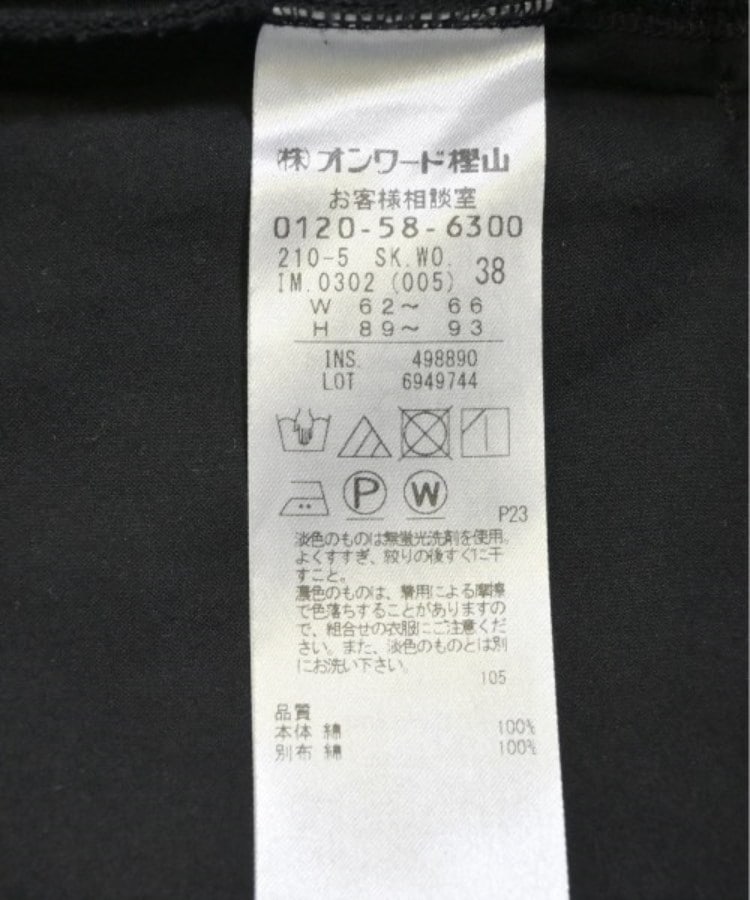 (株)オンワード樫山
お客様相談室
0120-58-6300
210-5 SK.WO. 38
IM.0302 (005)
W 62〜 66
H 89〜 93
INS. 498890
LOT 6949744
P W
P23
淡色のものは無蛍光洗剤を使用。
よくすすぎ、絞りの後すぐに干
すこと。
濃色のものは、着用による摩擦
で色落ちすることがありますの
で、組合せの衣服にご注意くだ
さい。また、淡色のものとは別
にお洗い下さい。
105
品質
本体 綿 100%
別布 綿 100%